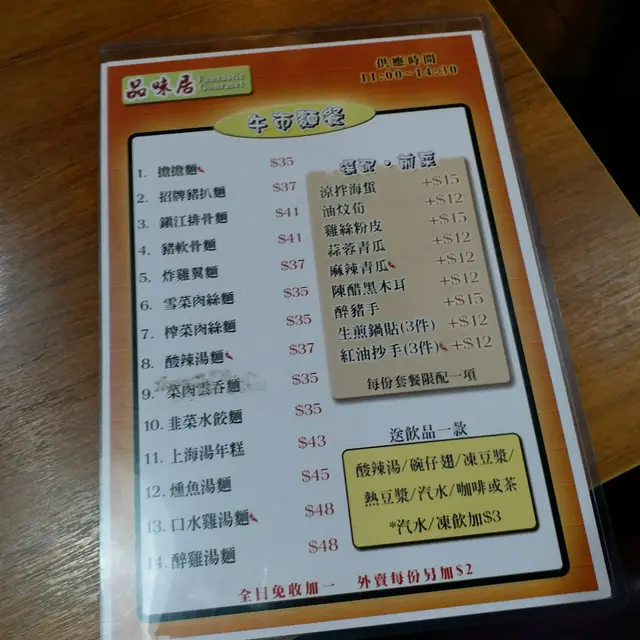 品味居 Fantastic Gourmet
供應時間
11:00~14:30
午市麵餐
1. 擔擔麵 $35
2. 招牌豬扒麵 $37
3. 鎮江排骨麵 $41
4. 豬軟骨麵 $41
5. 炸雞翼麵 $37
6. 雪菜肉絲麵 $35
7. 榨菜肉絲麵 $35
8. 酸辣湯麵 $37
9. 菜肉雲吞麵 $35
10. 韭菜水餃麵 $35
11. 上海湯年糕 $43
12. 燻魚湯麵 $45
13. 口水雞湯麵 $48
14. 醉雞湯麵 $48
前菜
涼拌海蜇 +$15
油炆筍 +$12
雞絲粉皮 +$15
蒜蓉青瓜 +$12
麻辣青瓜 +$12
陳醋黑木耳 +$12
醉豬手 +$15
生煎鍋貼(3件) +$12
紅油抄手(3件) +$12
每份套餐限配一項
送飲品一款
酸辣湯/碗仔翅/凍豆漿/
熱豆漿/汽水/咖啡或茶
*汽水/凍飲加$3
全日免收加一 外賣每份另加$2